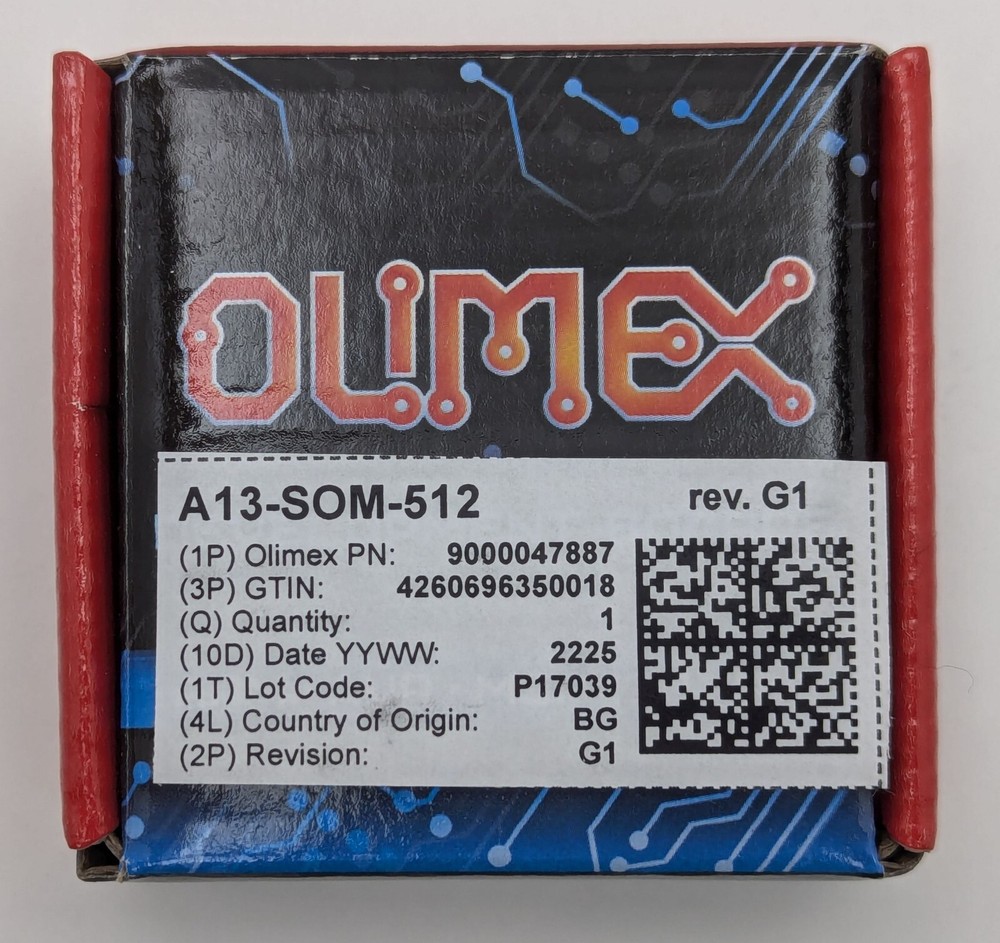 OLIMEX
A13-SOM-512 rev. G1
(1P) Olimex PN: 9000047887
(3P) GTIN: 4260696350018
(Q) Quantity: 1
(10D) Date YYWW: 2225
(1T) Lot Code: P17039
(4L) Country of Origin: BG
(2P) Revision: G1